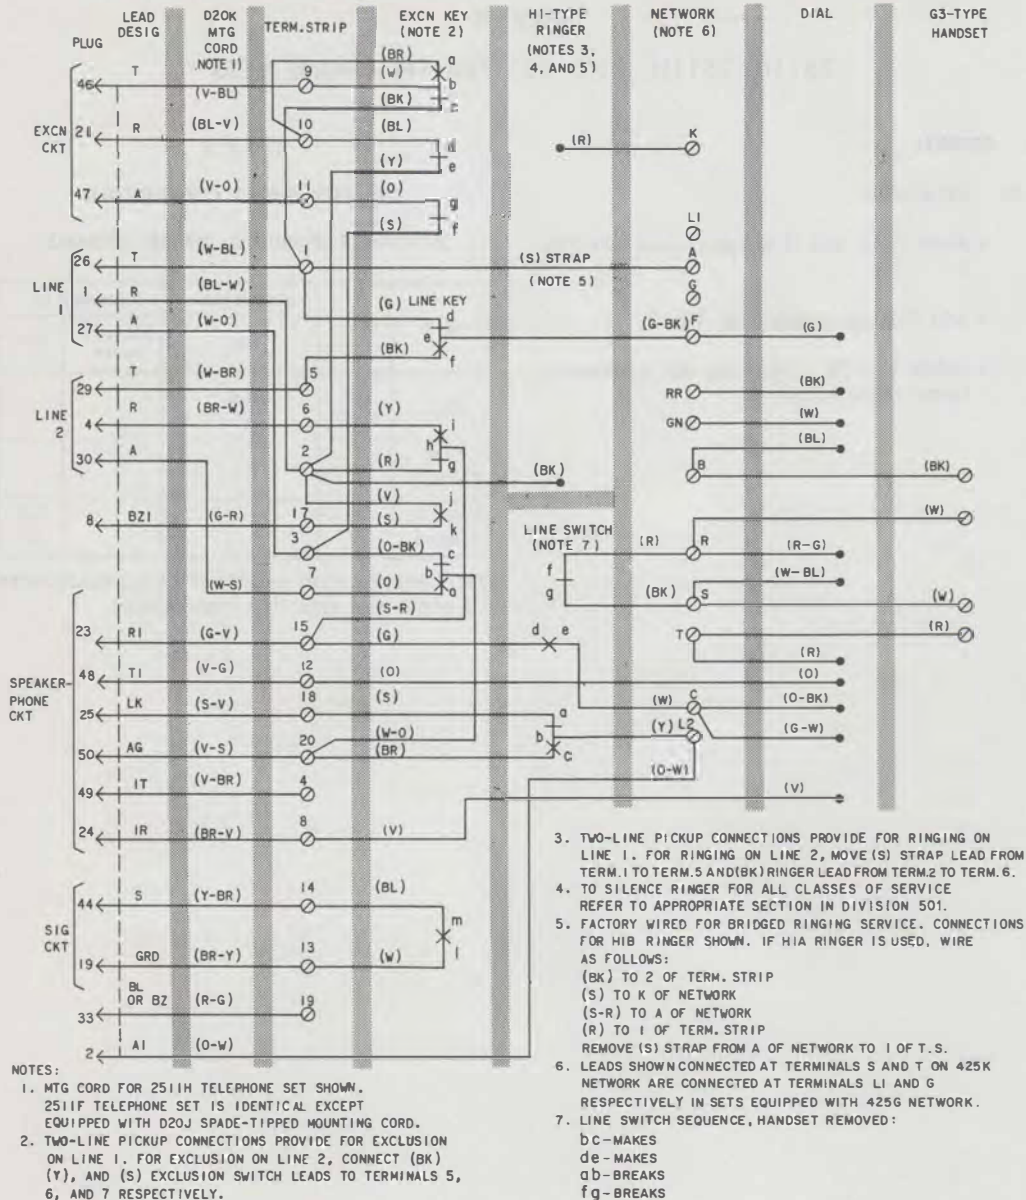 LEAD DESIG
D20K MTG CORD (NOTE 1)
TERM. STRIP
EXCN KEY (NOTE 2)
HI-TYPE RINGER (NOTES 3, 4, AND 5)
NETWORK (NOTE 6)
DIAL
G3-TYPE HANDSET
PLUG
46 T (V-BL) 9 (BR) (W) (BK) a b c
EXCN CKT
21 R (BL-V) 10 (BL) (Y) d e
(R) K
47 A (V-O) 11 (O) (S) g f
LI
26 T (W-BL) 1 (S) STRAP (NOTE 5) A
LINE 1
1 R (BL-W)
G
27 A (W-O)
(G) LINE KEY d e f
(G-BK) F (G)
(BK)
29 T (W-BR) 5
RR (BK)
LINE 2
4 R (BR-W) 6 (Y) i h g
GN (W)
(BL)
30 A
2 (R)
B (BK)
(BK)
(V) j k
8 BZ1 (G-R) 17 (S)
(W)
3 (O-BK) c b a
LINE SWITCH (NOTE 7)
f g
(R) R (R-G)
(W-S) 7 (O)
(W-BL)
(BK) S (W)
(S-R)
23 R1 (G-V) 15 (G)
d e
T (R)
(R)
SPEAKER-PHONE CKT
48 T1 (V-G) 12 (O)
(O)
25 LK (S-V) 18 (S)
a b c
(W) C (O-BK)
(Y) L2 (G-W)
50 AG (V-S) 20 (W-O) (BR)
(O-W)
49 1T (V-BR) 4
(V)
24 1R (BR-V) 8 (V)
SIG CKT
44 S (Y-BR) 14 (BL)
m l
19 GRD (BR-Y) 13 (W)
33 BL OR BZ (R-G) 19
2 A1 (O-W)
NOTES:
1. MTG CORD FOR 2511H TELEPHONE SET SHOWN.
2511F TELEPHONE SET IS IDENTICAL EXCEPT
EQUIPPED WITH D20J SPADE-TIPPED MOUNTING CORD.
2. TWO-LINE PICKUP CONNECTIONS PROVIDE FOR EXCLUSION
ON LINE 1. FOR EXCLUSION ON LINE 2, CONNECT (BK)
(Y), AND (S) EXCLUSION SWITCH LEADS TO TERMINALS 5,
6, AND 7 RESPECTIVELY.
3. TWO-LINE PICKUP CONNECTIONS PROVIDE FOR RINGING ON
LINE 1. FOR RINGING ON LINE 2, MOVE (S) STRAP LEAD FROM
TERM.1 TO TERM.5 AND (BK) RINGER LEAD FROM TERM.2 TO TERM.6.
4. TO SILENCE RINGER FOR ALL CLASSES OF SERVICE
REFER TO APPROPRIATE SECTION IN DIVISION 501.
5. FACTORY WIRED FOR BRIDGED RINGING SERVICE. CONNECTIONS
FOR HIB RINGER SHOWN. IF HIA RINGER IS USED, WIRE
AS FOLLOWS:
(BK) TO 2 OF TERM. STRIP
(S) TO K OF NETWORK
(S-R) TO A OF NETWORK
(R) TO 1 OF TERM. STRIP
REMOVE (S) STRAP FROM A OF NETWORK TO 1 OF T.S.
6. LEADS SHOWN CONNECTED AT TERMINALS S AND T ON 425K
NETWORK ARE CONNECTED AT TERMINALS LI AND G
RESPECTIVELY IN SETS EQUIPPED WITH 425G NETWORK.
7. LINE SWITCH SEQUENCE, HANDSET REMOVED:
bc-MAKES
de-MAKES
ab-BREAKS
fg-BREAKS